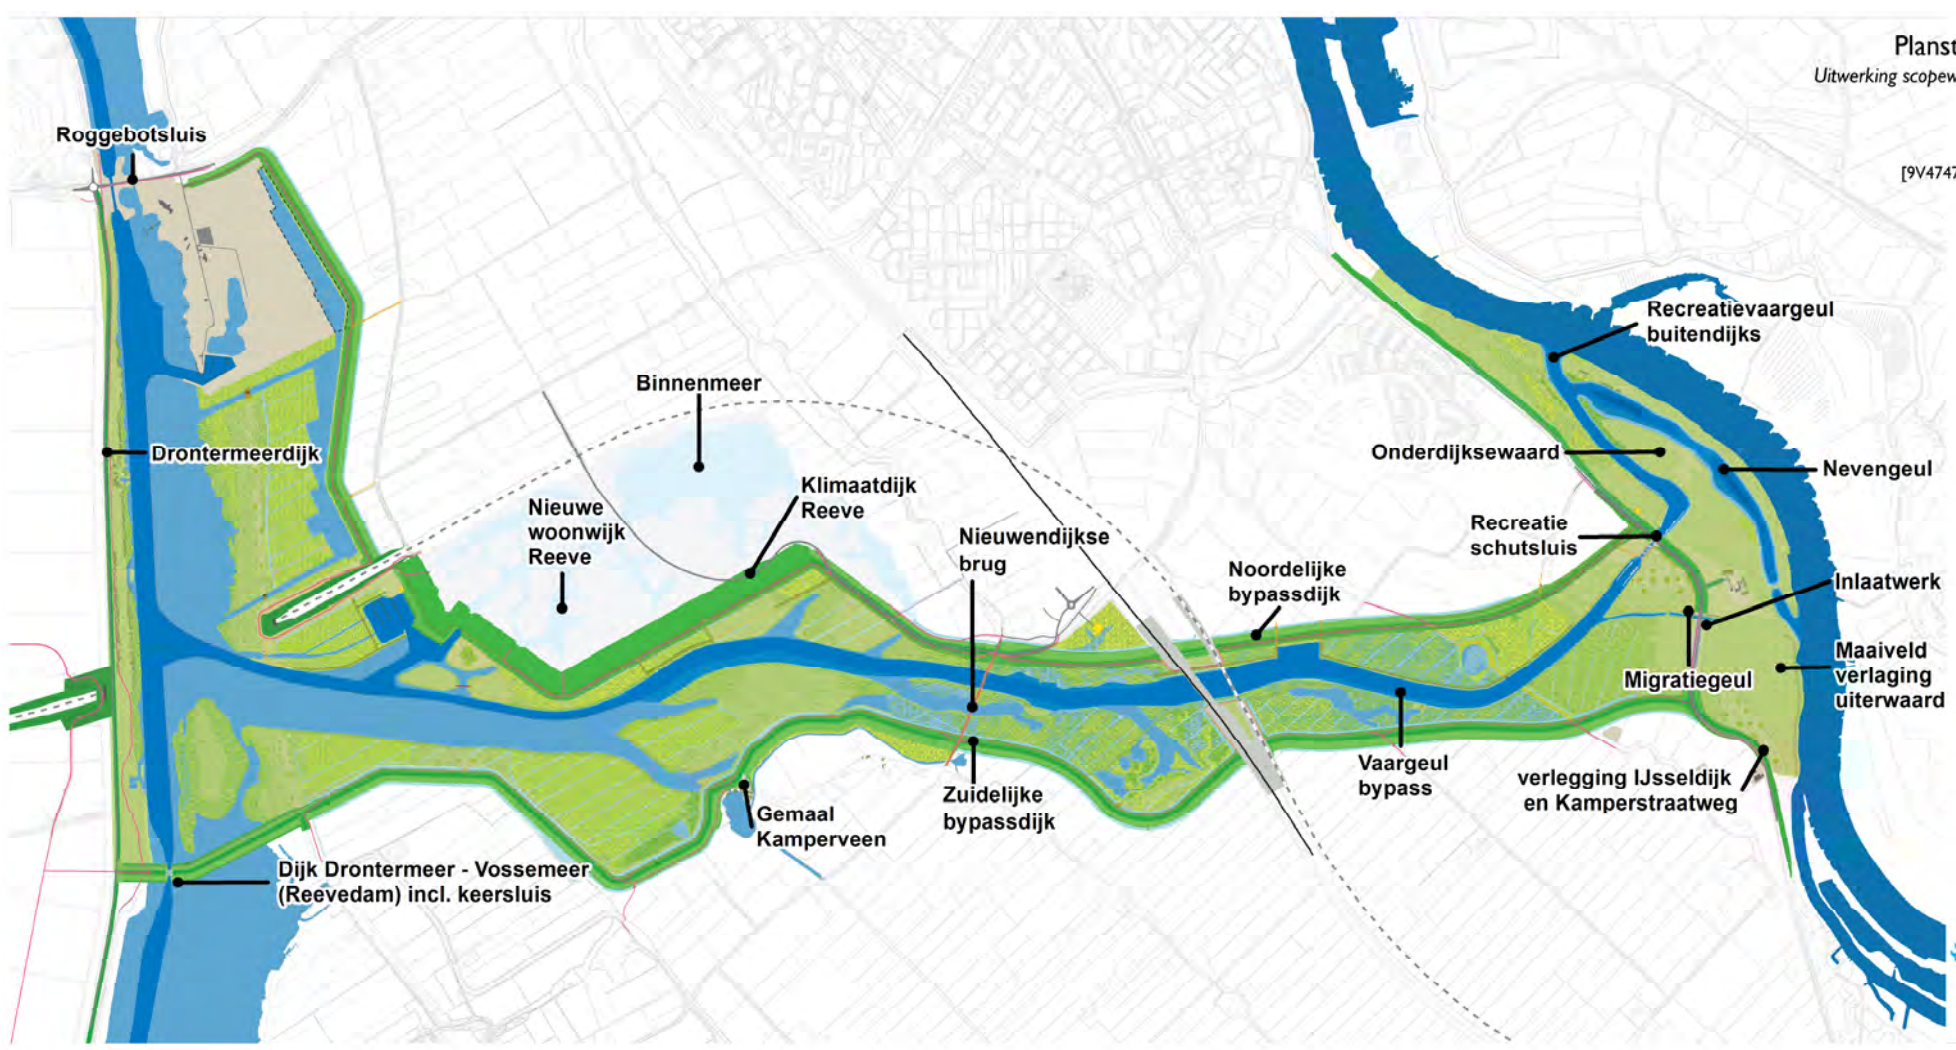 Planst
Uitwerking scopew
[9V4747
Roggebotsluis
Drontermeerdijk
Binnenmeer
Nieuwe
woonwijk
Reeve
Klimaatdijk
Reeve
Nieuwendijkse
brug
Noordelijke
bypassdijk
Recreatievaargeul
buitendijks
Onderdijksewaard
Nevengeul
Recreatie
schutsluis
Inlaatwerk
Migratiegeul
Maaiveld
verlaging
uiterwaard
Vaargeul
bypass
verlegging IJsseldijk
en Kamperstraatweg
Zuidelijke
bypassdijk
Gemaal
Kamperveen
Dijk Drontermeer - Vossemeer
(Reevedam) incl. keersluis